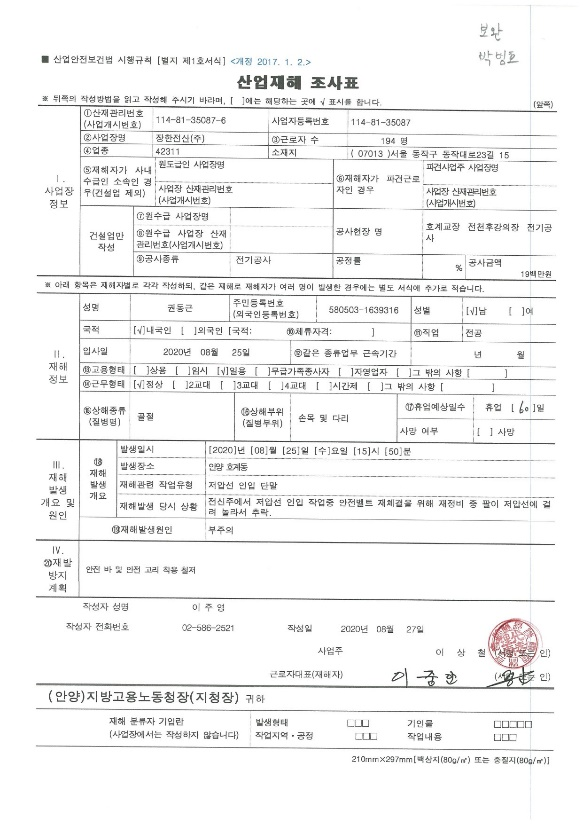 보완
박범호
■ 산업안전보건법 시행규칙 [별지 제1호서식] <개정 2017. 1. 2.>
산업재해 조사표
※ 뒤쪽의 작성방법을 읽고 작성해 주시기 바라며, [ ]에는 해당하는 곳에 √ 표시를 합니다. (앞쪽)
Ⅰ. 사업장 정보
①산재관리번호 (사업개시번호) 114-81-35087-6 사업자등록번호 114-81-35087
②사업장명 장한전선(주) ③근로자 수 194 명
④업종 42311 소재지 ( 07013 )서울 동작구 동작대로23길 15
⑤재해자가 사내 수급인 소속인 경우(건설업 제외) 원도급인 사업장명
사업장 산재관리번호 (사업개시번호)
⑥재해자가 파견근로자인 경우 파견사업주 사업장명
사업장 산재관리번호 (사업개시번호)
건설업만 작성
⑦원수급 사업장명
⑧원수급 사업장 산재관리번호(사업개시번호)
공사현장 명 호계교장 전천후강의장 전기공사
⑨공사종류 전기공사 공정률 % 공사금액 19백만원
※ 아래 항목은 재해자별로 각각 작성하되, 같은 재해로 재해자가 여러 명이 발생한 경우에는 별도 서식에 추가로 적습니다.
Ⅱ. 재해 정보
성명 권동근 주민등록번호 (외국인등록번호) 580503-1639316 성별 [√]남 [ ]여
국적 [√]내국인 [ ]외국인 [국적: ⑩체류자격: ] ⑪직업 전공
입사일 2020년 08월 25일 ⑫같은 종류업무 근속기간 년 월
⑬고용형태 [ ]상용 [ ]임시 [√]일용 [ ]무급가족종사자 [ ]자영업자 [ ]그 밖의 사항 [ ]
⑭근무형태 [√]정상 [ ]2교대 [ ]3교대 [ ]4교대 [ ]시간제 [ ]그 밖의 사항 [ ]
⑮상해종류 (질병명) 골절 ⑯상해부위 (질병부위) 손목 및 다리 ⑰휴업예상일수 휴업 [60]일
사망 여부 [ ] 사망
Ⅲ. 재해 발생 개요 및 원인
⑱ 재해 발생 개요
발생일시 [2020]년 [08]월 [25]일 [수]요일 [15]시 [50]분
발생장소 안양 호계동
재해관련 작업유형 저압선 인입 단말
재해발생 당시 상황 전신주에서 저압선 인입 작업중 안전벨트 재체결을 위해 재정비 중 팔이 저압선에 걸려 놀라서 추락.
⑲재해발생원인 부주의
Ⅳ. ⑳재발 방지 계획
안전 바 및 안전 고리 착용 철저
작성자 성명 이 주 영
작성자 전화번호 02-586-2521 작성일 2020년 08월 27일
사업주 이 상 철 (서명 또는 인)
근로자대표(재해자) (서명 또는 인)
(안양)지방고용노동청장(지청장) 귀하
재해 분류자 기입란 발생형태 □□□ 기인물 □□□□□
(사업장에서는 작성하지 않습니다) 작업지역ㆍ공정 □□□ 작업내용 □□□
210mm×297mm[백상지(80g/㎡) 또는 중질지(80g/㎡)]